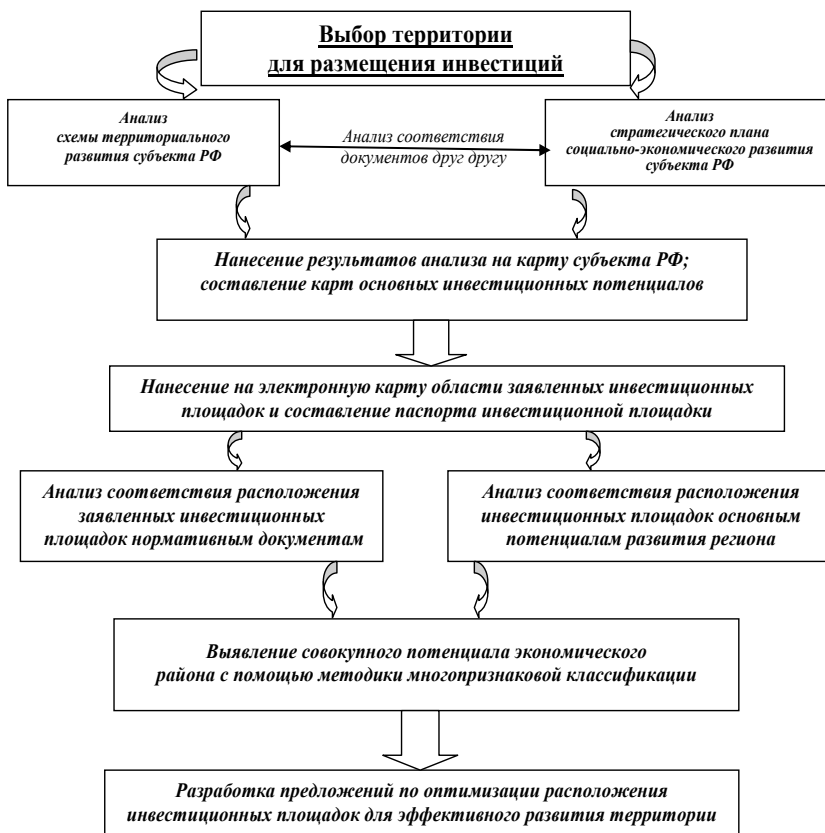 Выбор территории
для размещения инвестиций
Анализ
схемы территориального
развития субъекта РФ
Анализ соответствия
документов друг другу
Анализ
стратегического плана
социально-экономического развития
субъекта РФ
Нанесение результатов анализа на карту субъекта РФ;
составление карт основных инвестиционных потенциалов
Нанесение на электронную карту области заявленных инвестиционных
площадок и составление паспорта инвестиционной площадки
Анализ соответствия расположения
заявленных инвестиционных
площадок нормативным документам
Анализ соответствия расположения
инвестиционных площадок основным
потенциалам развития региона
Выявление совокупного потенциала экономического
района с помощью методики многопризнаковой классификации
Разработка предложений по оптимизации расположения
инвестиционных площадок для эффективного развития территории